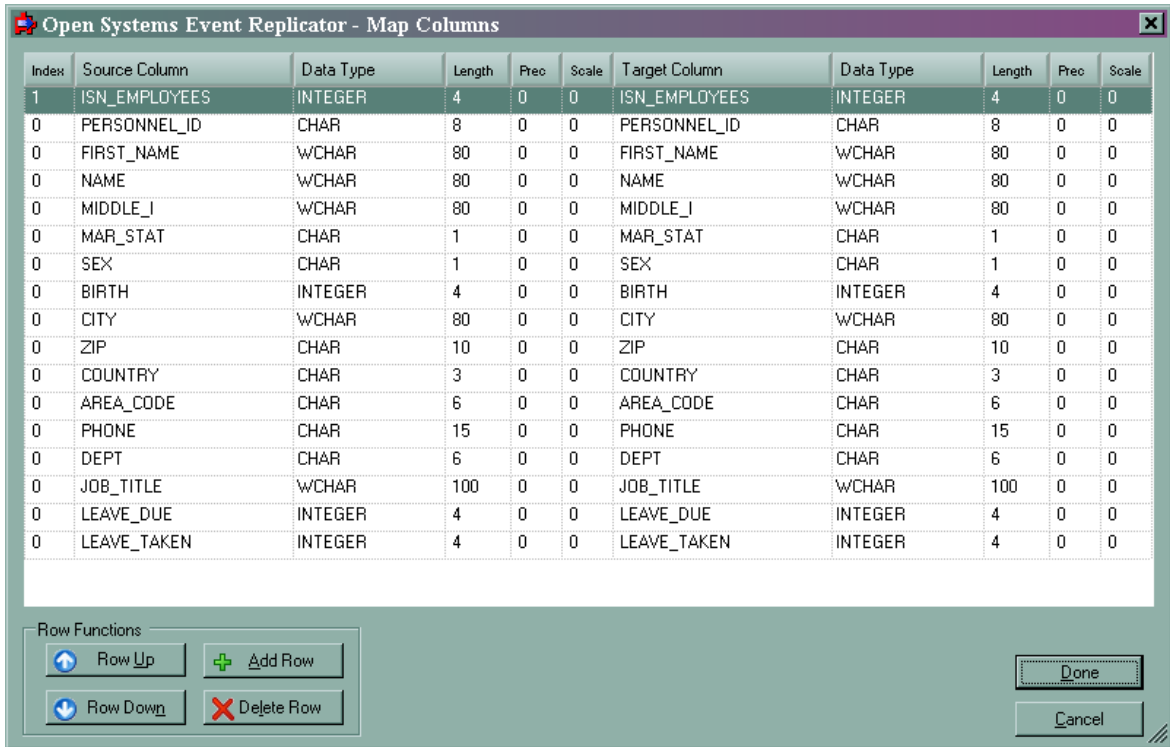 Open Systems Event Replicator - Map Columns
Index Source Column Data Type Length Prec Scale Target Column Data Type Length Prec Scale
1 ISN_EMPLOYEES INTEGER 4 0 0 ISN_EMPLOYEES INTEGER 4 0 0
0 PERSONNEL_ID CHAR 8 0 0 PERSONNEL_ID CHAR 8 0 0
0 FIRST_NAME WCHAR 80 0 0 FIRST_NAME WCHAR 80 0 0
0 NAME WCHAR 80 0 0 NAME WCHAR 80 0 0
0 MIDDLE_I WCHAR 80 0 0 MIDDLE_I WCHAR 80 0 0
0 MAR_STAT CHAR 1 0 0 MAR_STAT CHAR 1 0 0
0 SEX CHAR 1 0 0 SEX CHAR 1 0 0
0 BIRTH INTEGER 4 0 0 BIRTH INTEGER 4 0 0
0 CITY WCHAR 80 0 0 CITY WCHAR 80 0 0
0 ZIP CHAR 10 0 0 ZIP CHAR 10 0 0
0 COUNTRY CHAR 3 0 0 COUNTRY CHAR 3 0 0
0 AREA_CODE CHAR 6 0 0 AREA_CODE CHAR 6 0 0
0 PHONE CHAR 15 0 0 PHONE CHAR 15 0 0
0 DEPT CHAR 6 0 0 DEPT CHAR 6 0 0
0 JOB_TITLE WCHAR 100 0 0 JOB_TITLE WCHAR 100 0 0
0 LEAVE_DUE INTEGER 4 0 0 LEAVE_DUE INTEGER 4 0 0
0 LEAVE_TAKEN INTEGER 4 0 0 LEAVE_TAKEN INTEGER 4 0 0
Row Functions
Row Up Add Row
Row Down Delete Row
Done
Cancel